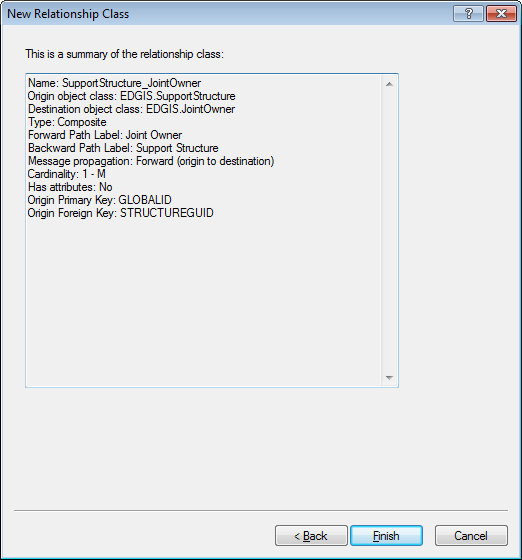 New Relationship Class
?
This is a summary of the relationship class:
Name: SupportStructure_JointOwner
Origin object class: EDGIS.SupportStructure
Destination object class: EDGIS.JointOwner
Type: Composite
Forward Path Label: Joint Owner
Backward Path Label: Support Structure
Message propagation: Forward (origin to destination)
Cardinality: 1 - M
Has attributes: No
Origin Primary Key: GLOBALID
Origin Foreign Key: STRUCTUREGUID
< Back
Finish
Cancel